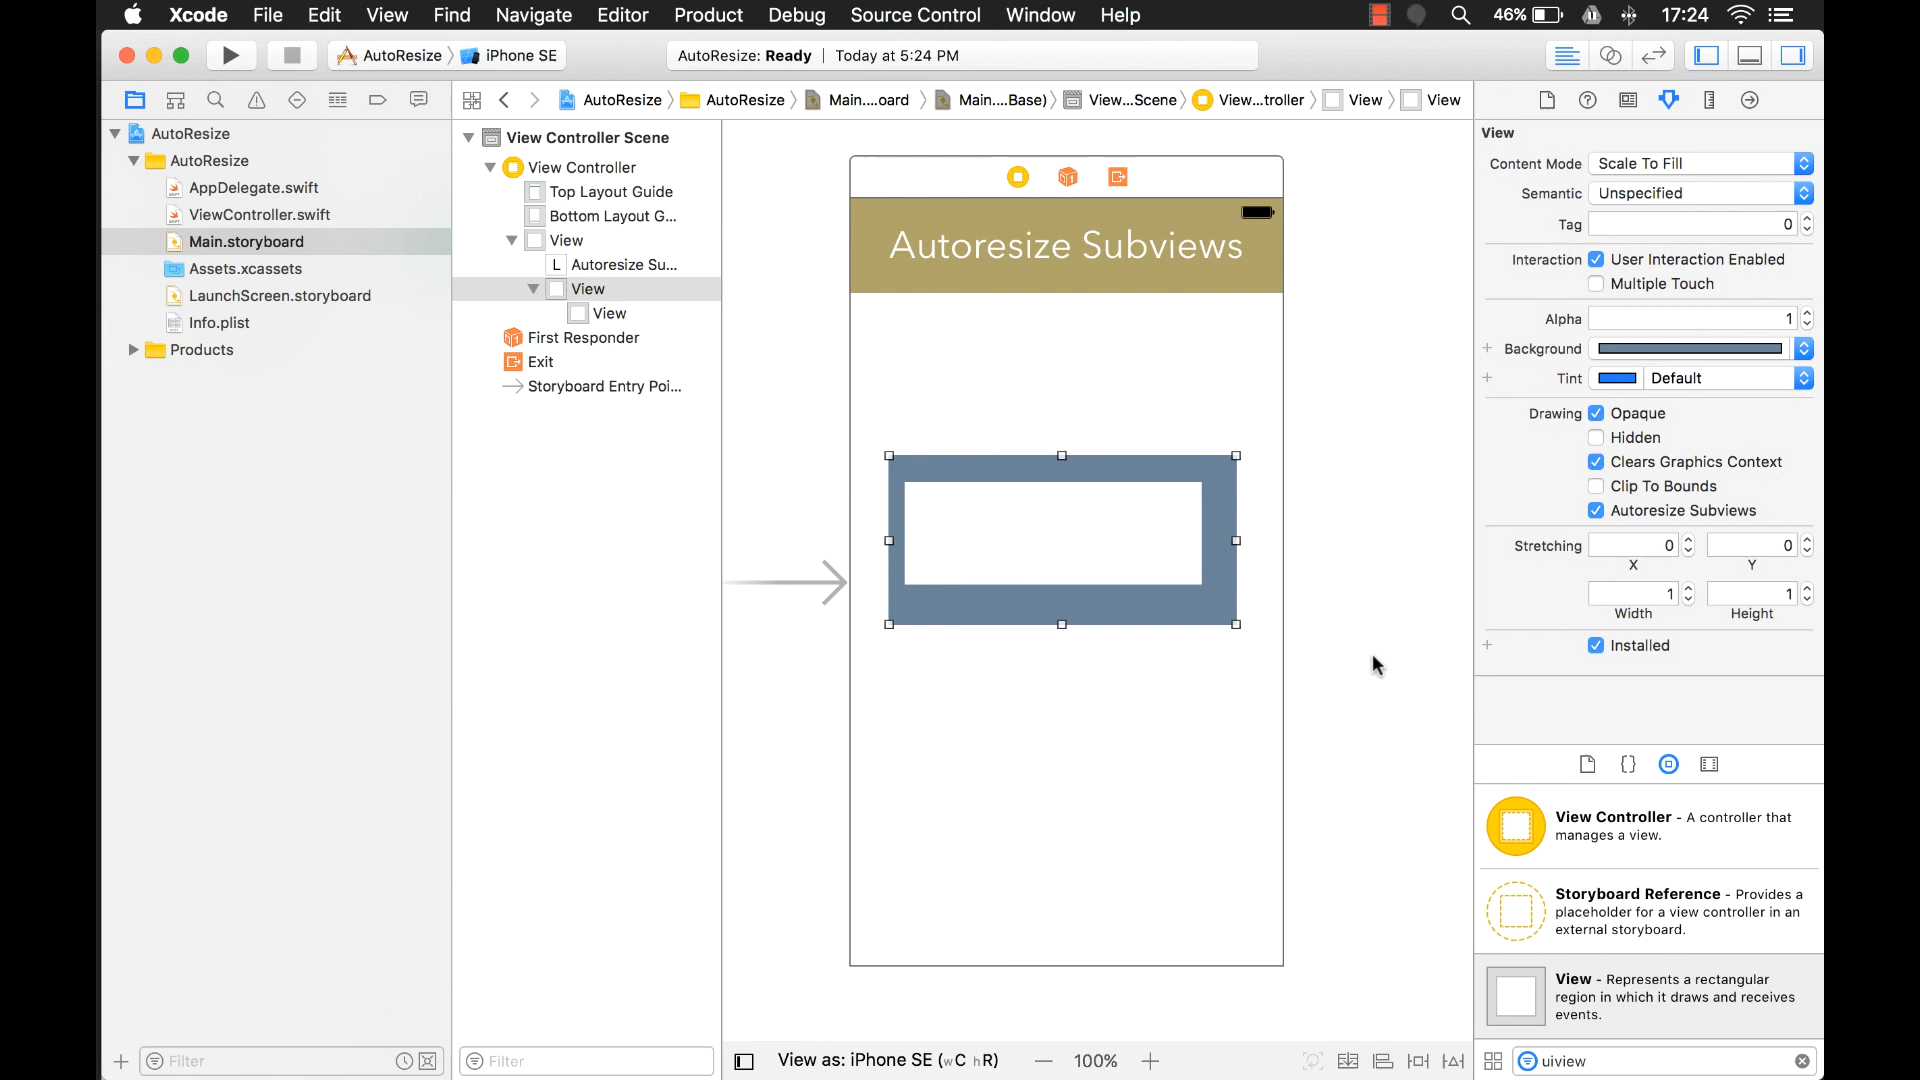 Xcode File Edit View Find Navigate Editor Product Debug Source Control Window Help 46% 17:24
AutoResize iPhone SE AutoResize: Ready Today at 5:24 PM
AutoResize AutoResize Main....oard Main....Base) View...Scene View...troller View View
AutoResize
AutoResize
AppDelegate.swift
ViewController.swift
Main.storyboard
Assets.xcassets
LaunchScreen.storyboard
Info.plist
Products
Filter
View Controller Scene
View Controller
Top Layout Guide
Bottom Layout G...
View
L Autoresize Su...
View
View
First Responder
Exit
Storyboard Entry Poi...
Filter
Autoresize Subviews
View as: iPhone SE (wC hR) — 100% +
View
Content Mode Scale To Fill
Semantic Unspecified
Tag 0
Interaction User Interaction Enabled
Multiple Touch
Alpha 1
+ Background
+ Tint Default
Drawing Opaque
Hidden
Clears Graphics Context
Clip To Bounds
Autoresize Subviews
Stretching 0 0
X Y
1 1
Width Height
+ Installed
View Controller - A controller that
manages a view.
Storyboard Reference - Provides a
placeholder for a view controller in an
external storyboard.
View - Represents a rectangular
region in which it draws and receives
events.
uiview